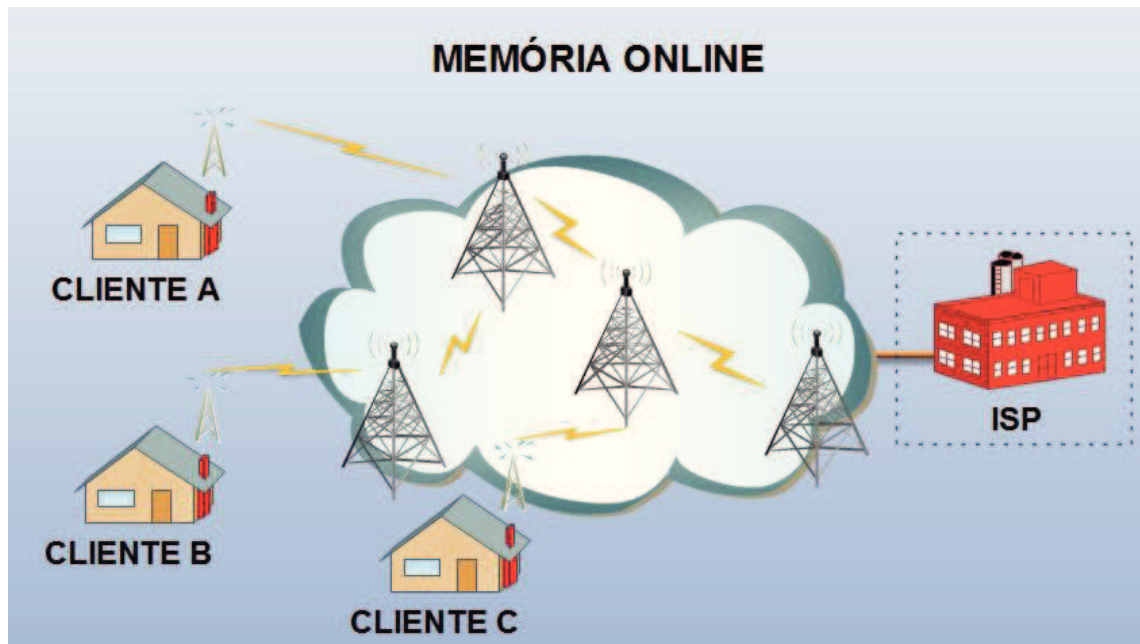 MEMÓRIA ONLINE
CLIENTE A
ISP
CLIENTE B
CLIENTE C